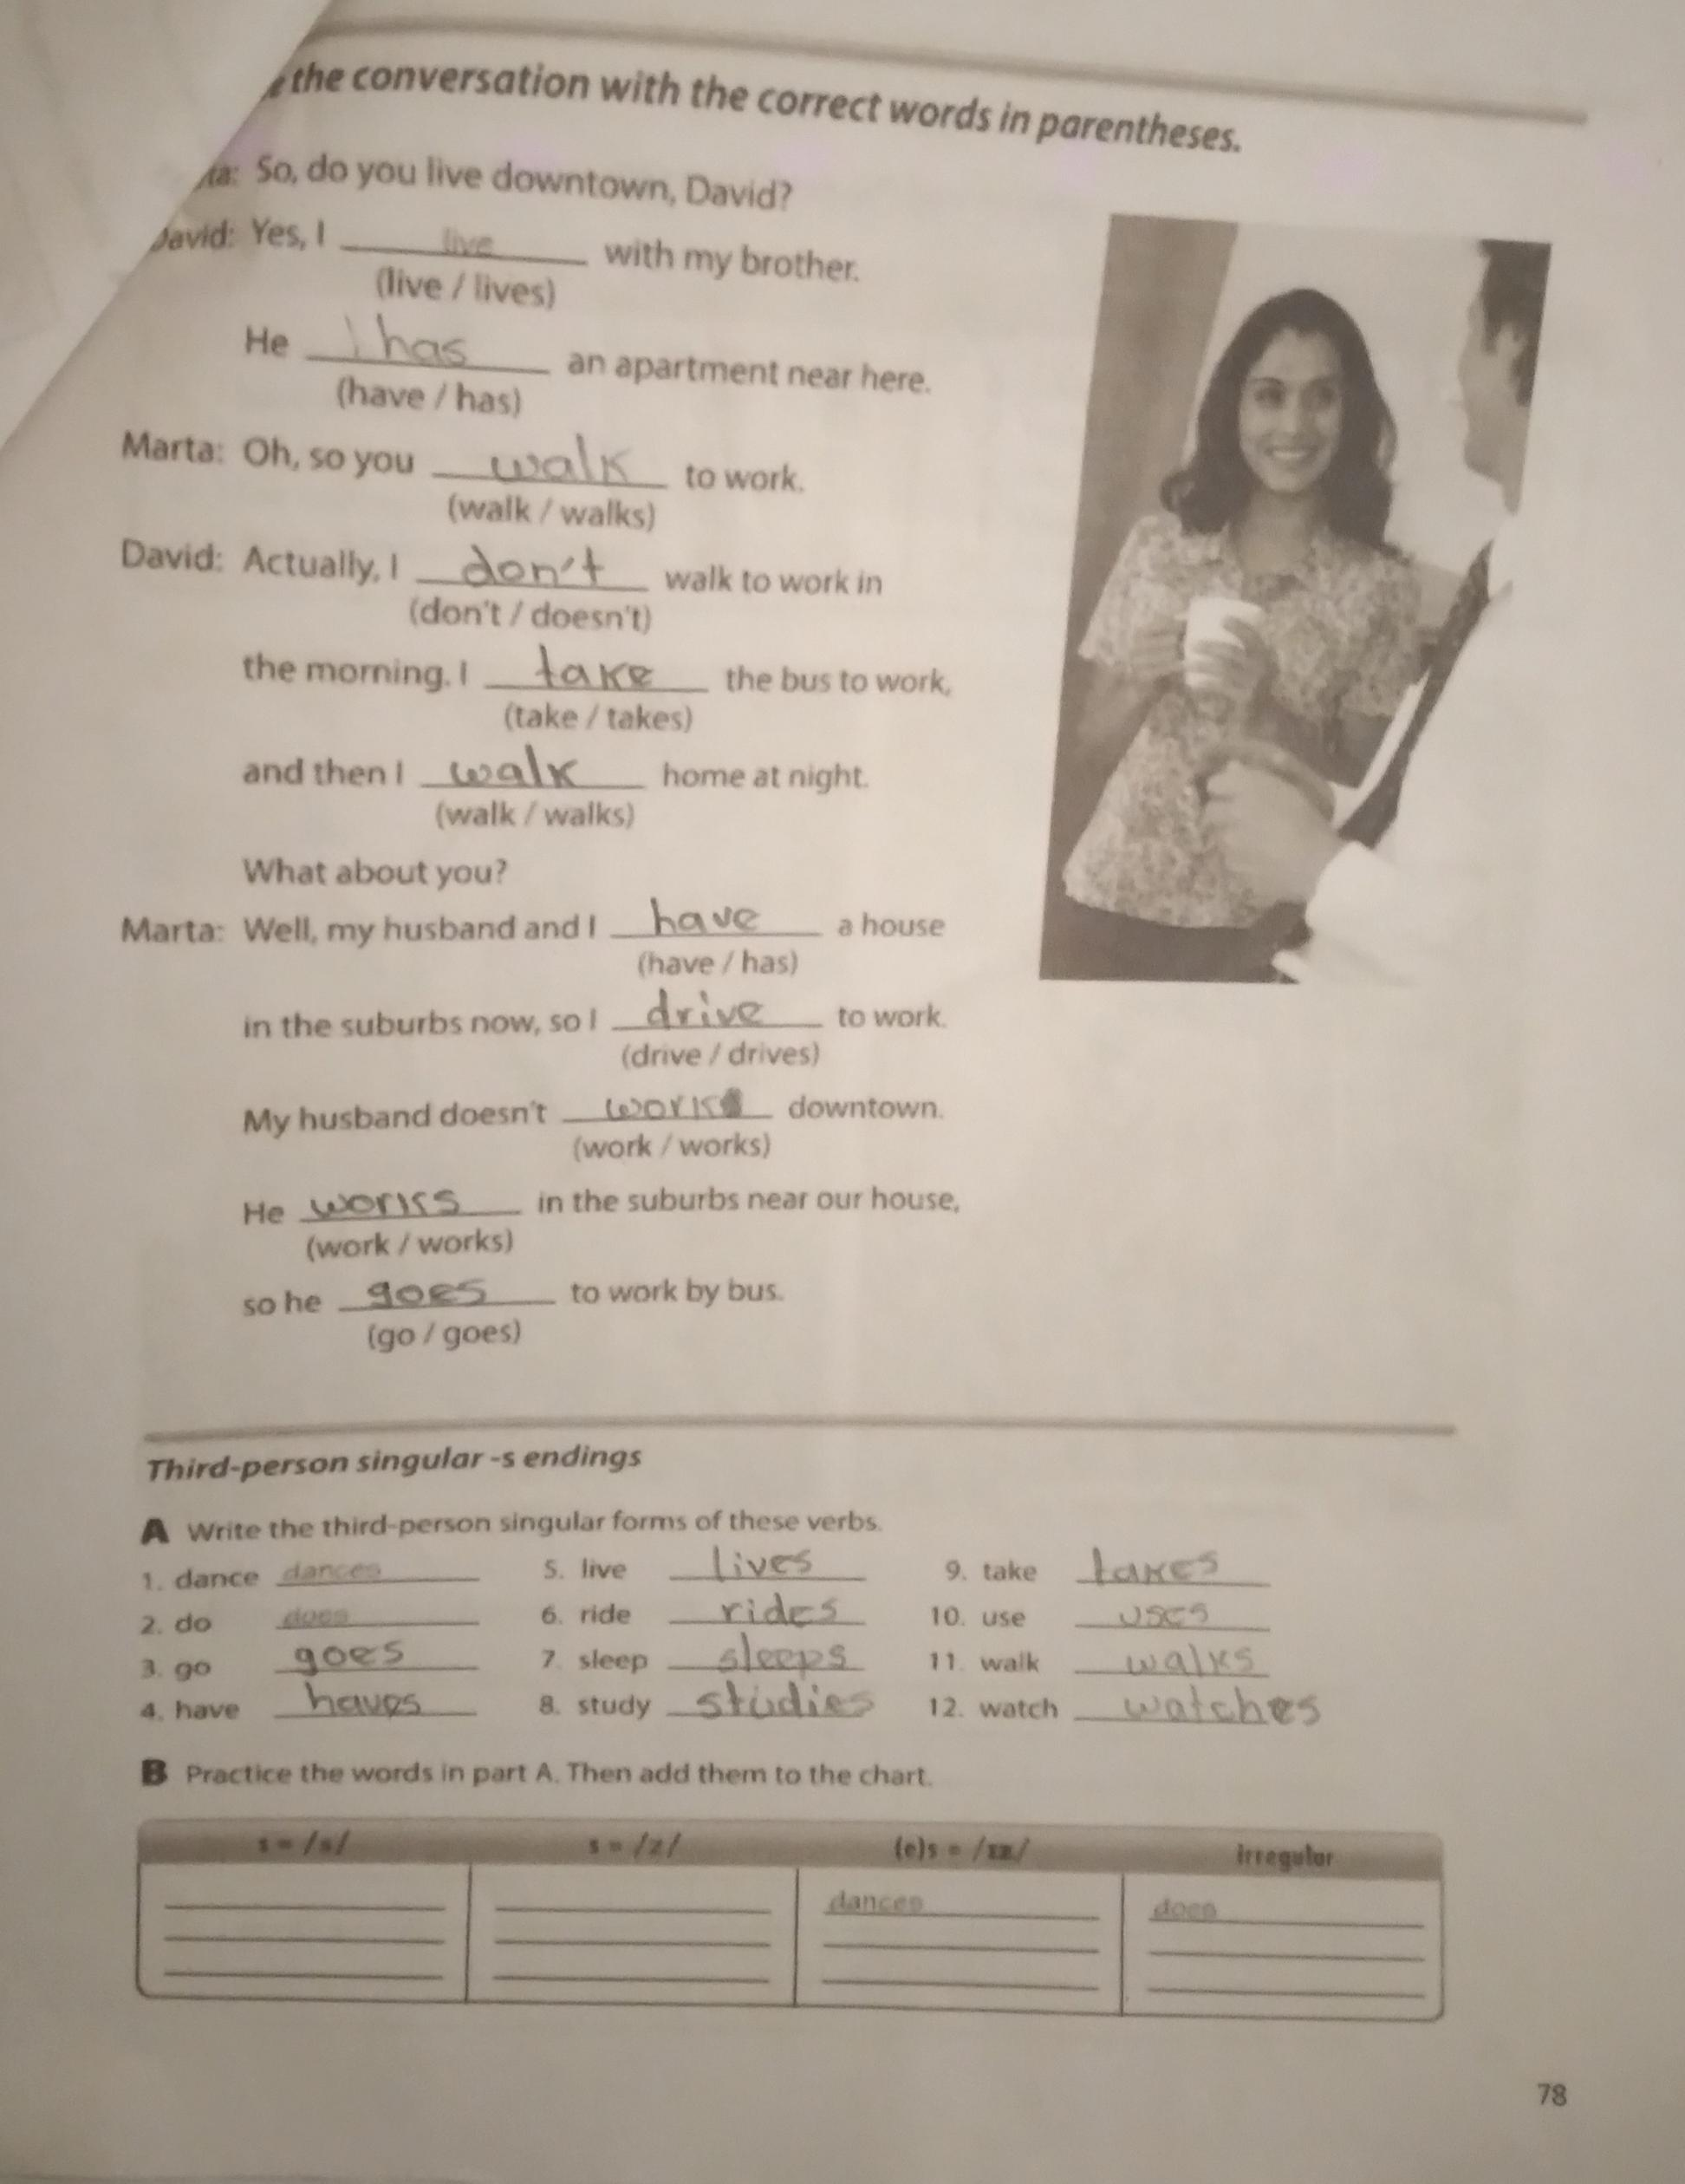 the conversation with the correct words in parentheses.
ta: So, do you live downtown, David?
David: Yes, I live with my brother.
(live / lives)
He has an apartment near here.
(have / has)
Marta: Oh, so you walk to work.
(walk / walks)
David: Actually, I don't walk to work in
(don't / doesn't)
the morning. I take the bus to work,
(take / takes)
and then I walk home at night.
(walk / walks)
What about you?
Marta: Well, my husband and I have a house
(have / has)
in the suburbs now, so I drive to work.
(drive / drives)
My husband doesn't work downtown.
(work / works)
He works in the suburbs near our house,
(work / works)
so he goes to work by bus.
(go / goes)
Third-person singular -s endings
A Write the third-person singular forms of these verbs.
1. dance dances 5. live lives 9. take takes
2. do does 6. ride rides 10. use uses
3. go goes 7. sleep sleeps 11. walk walks
4. have haves 8. study studies 12. watch watches
B Practice the words in part A. Then add them to the chart.
s = /s/ s = /z/ (e)s = /ɪz/ irregular
dances does
78